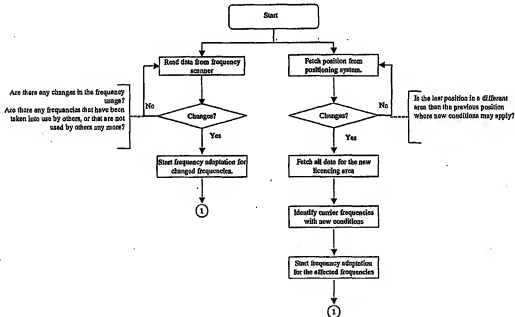 Start
Read data from frequency
scanner
Fetch position from
positioning system.
Are there any changes in the frequency
usage?
Are there any frequencies that have been
taken into use by others, or that are not
used by others any more?
No
Changes?
Yes
Changes?
No
Yes
Is the last position in a different
area than the previous position
where new conditions may apply?
Start frequency adaptation for
changed frequencies.
1
Fetch all data for the new
licencing area
Identify carrier frequencies
with new conditions
Start frequency adaptation
for the affected frequencies
1